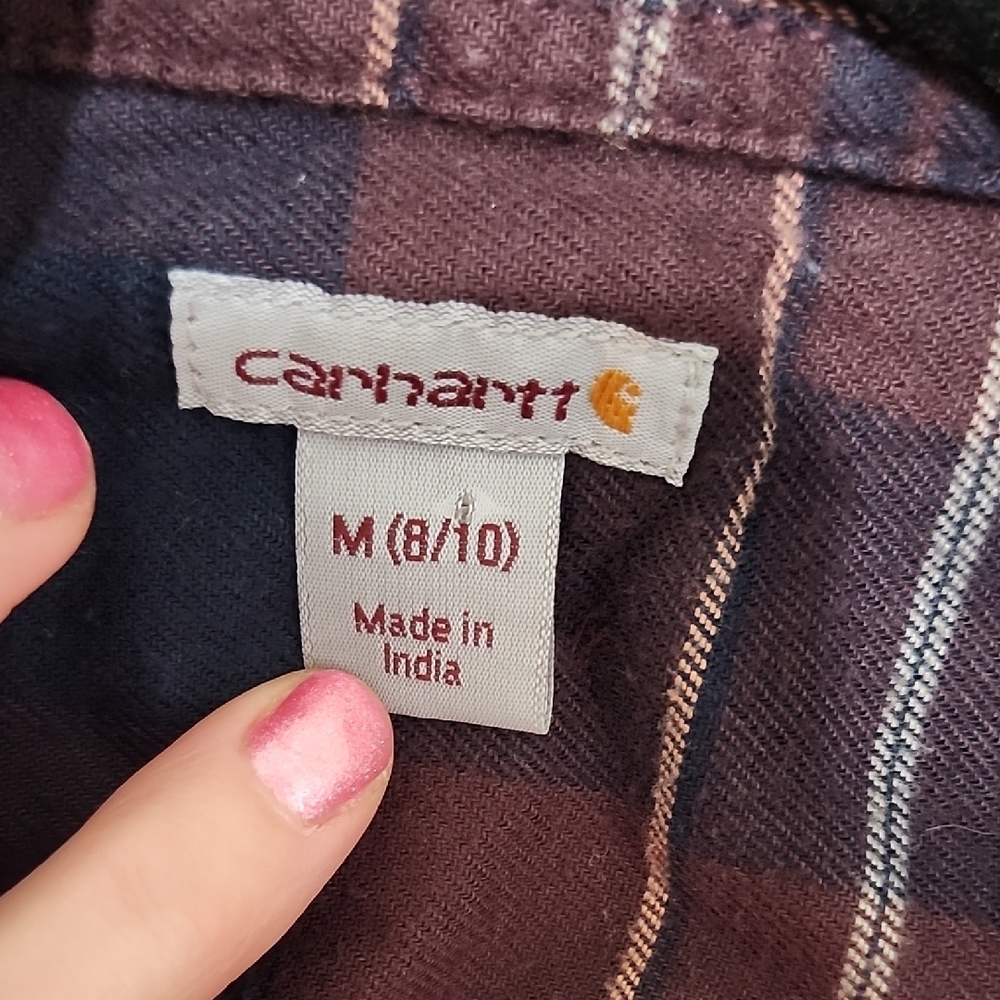 carhartt
M (8/10)
Made in
India